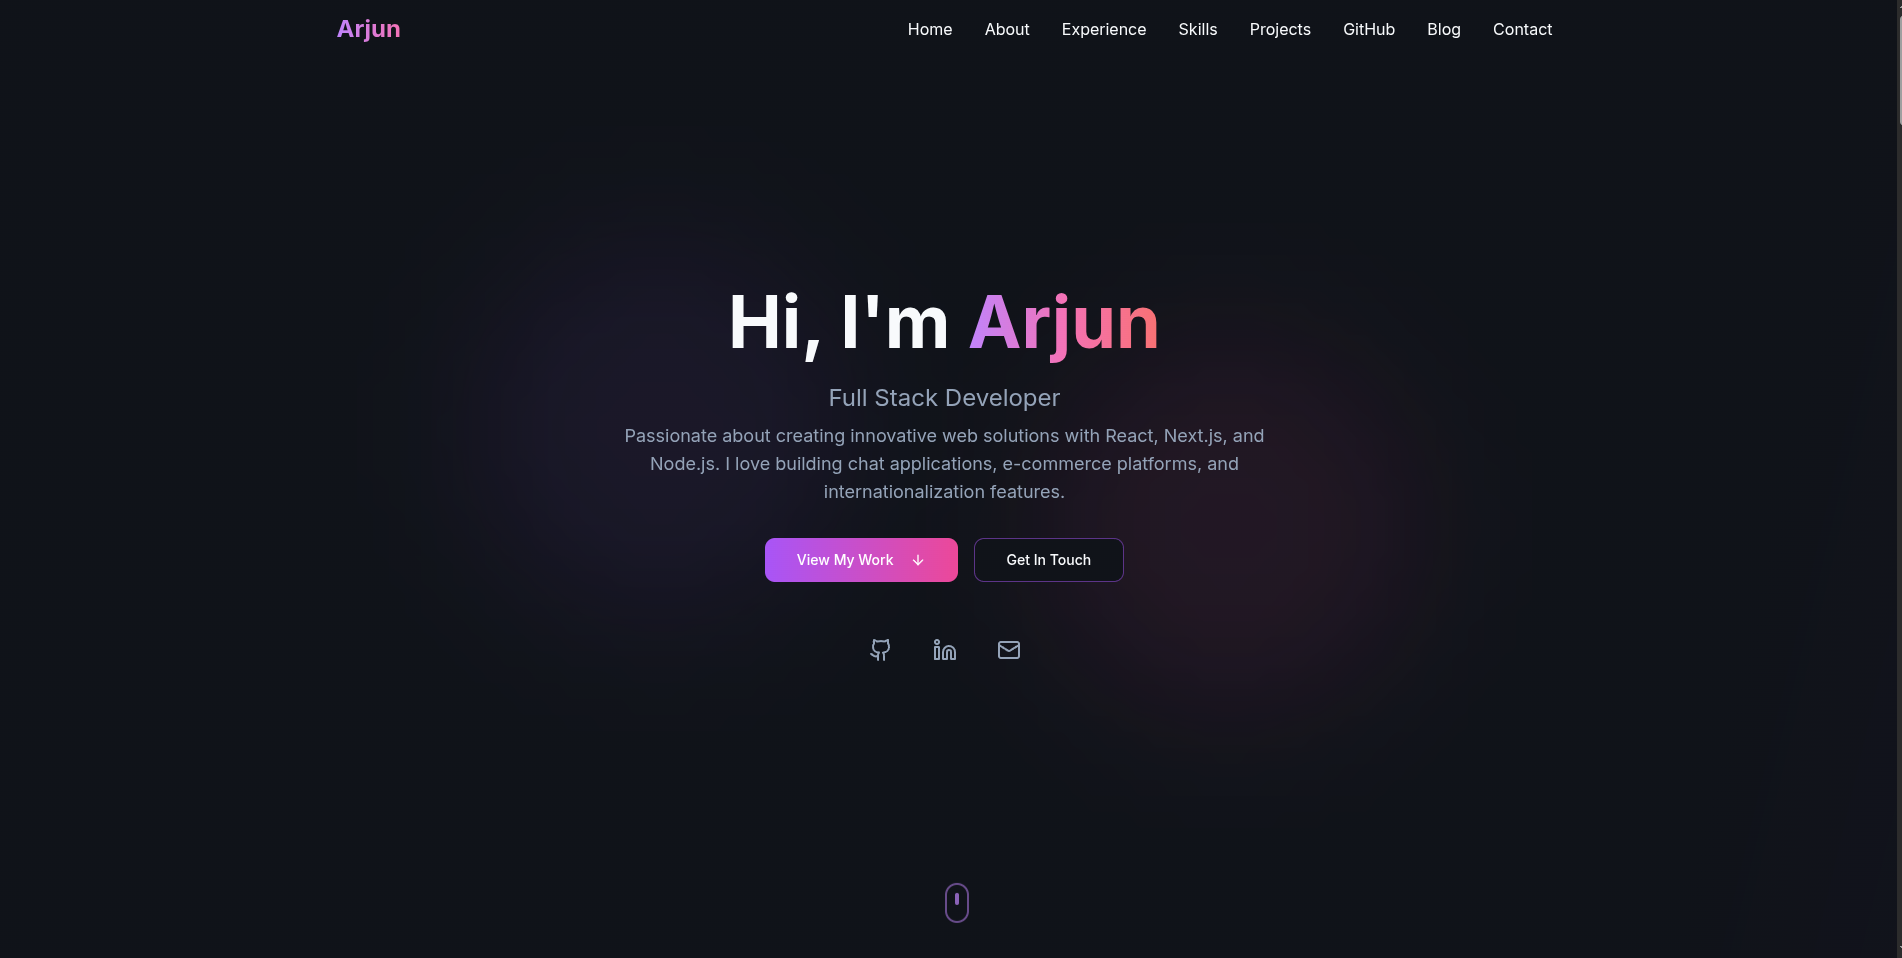 Arjun
Home About Experience Skills Projects GitHub Blog Contact
Hi, I'm Arjun
Full Stack Developer
Passionate about creating innovative web solutions with React, Next.js, and
Node.js. I love building chat applications, e-commerce platforms, and
internationalization features.
View My Work
Get In Touch